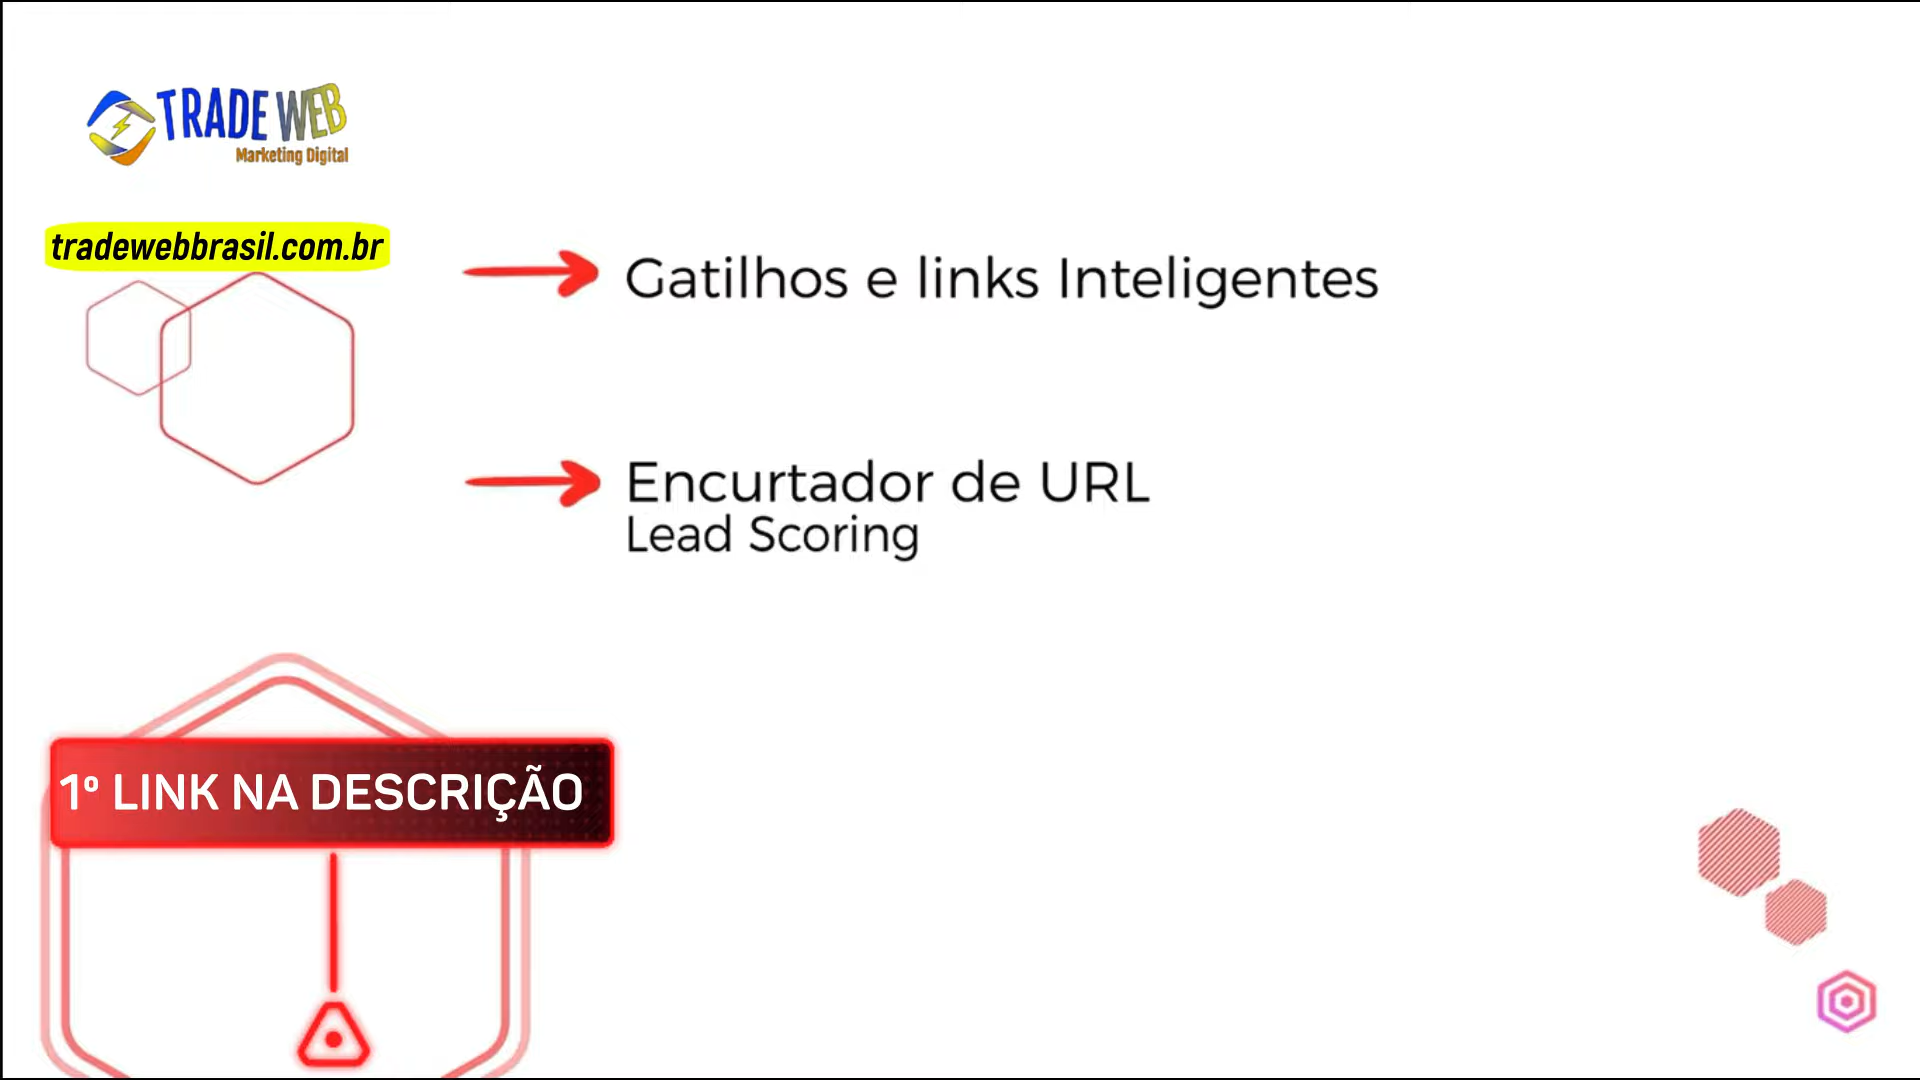 TRADE WEB
Marketing Digital
tradewebbrasil.com.br
Gatilhos e links Inteligentes
Encurtador de URL
Lead Scoring
1º LINK NA DESCRIÇÃO